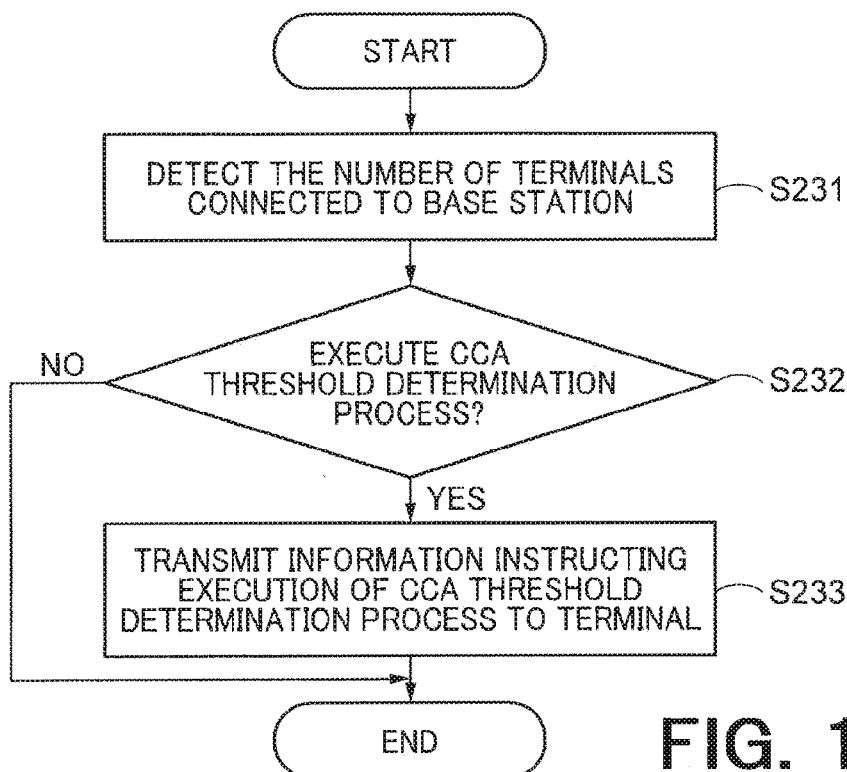 START
DETECT THE NUMBER OF TERMINALS
CONNECTED TO BASE STATION
S231
NO
EXECUTE CCA
THRESHOLD DETERMINATION
PROCESS?
S232
YES
TRANSMIT INFORMATION INSTRUCTING
EXECUTION OF CCA THRESHOLD
DETERMINATION PROCESS TO TERMINAL
S233
END
FIG. 1